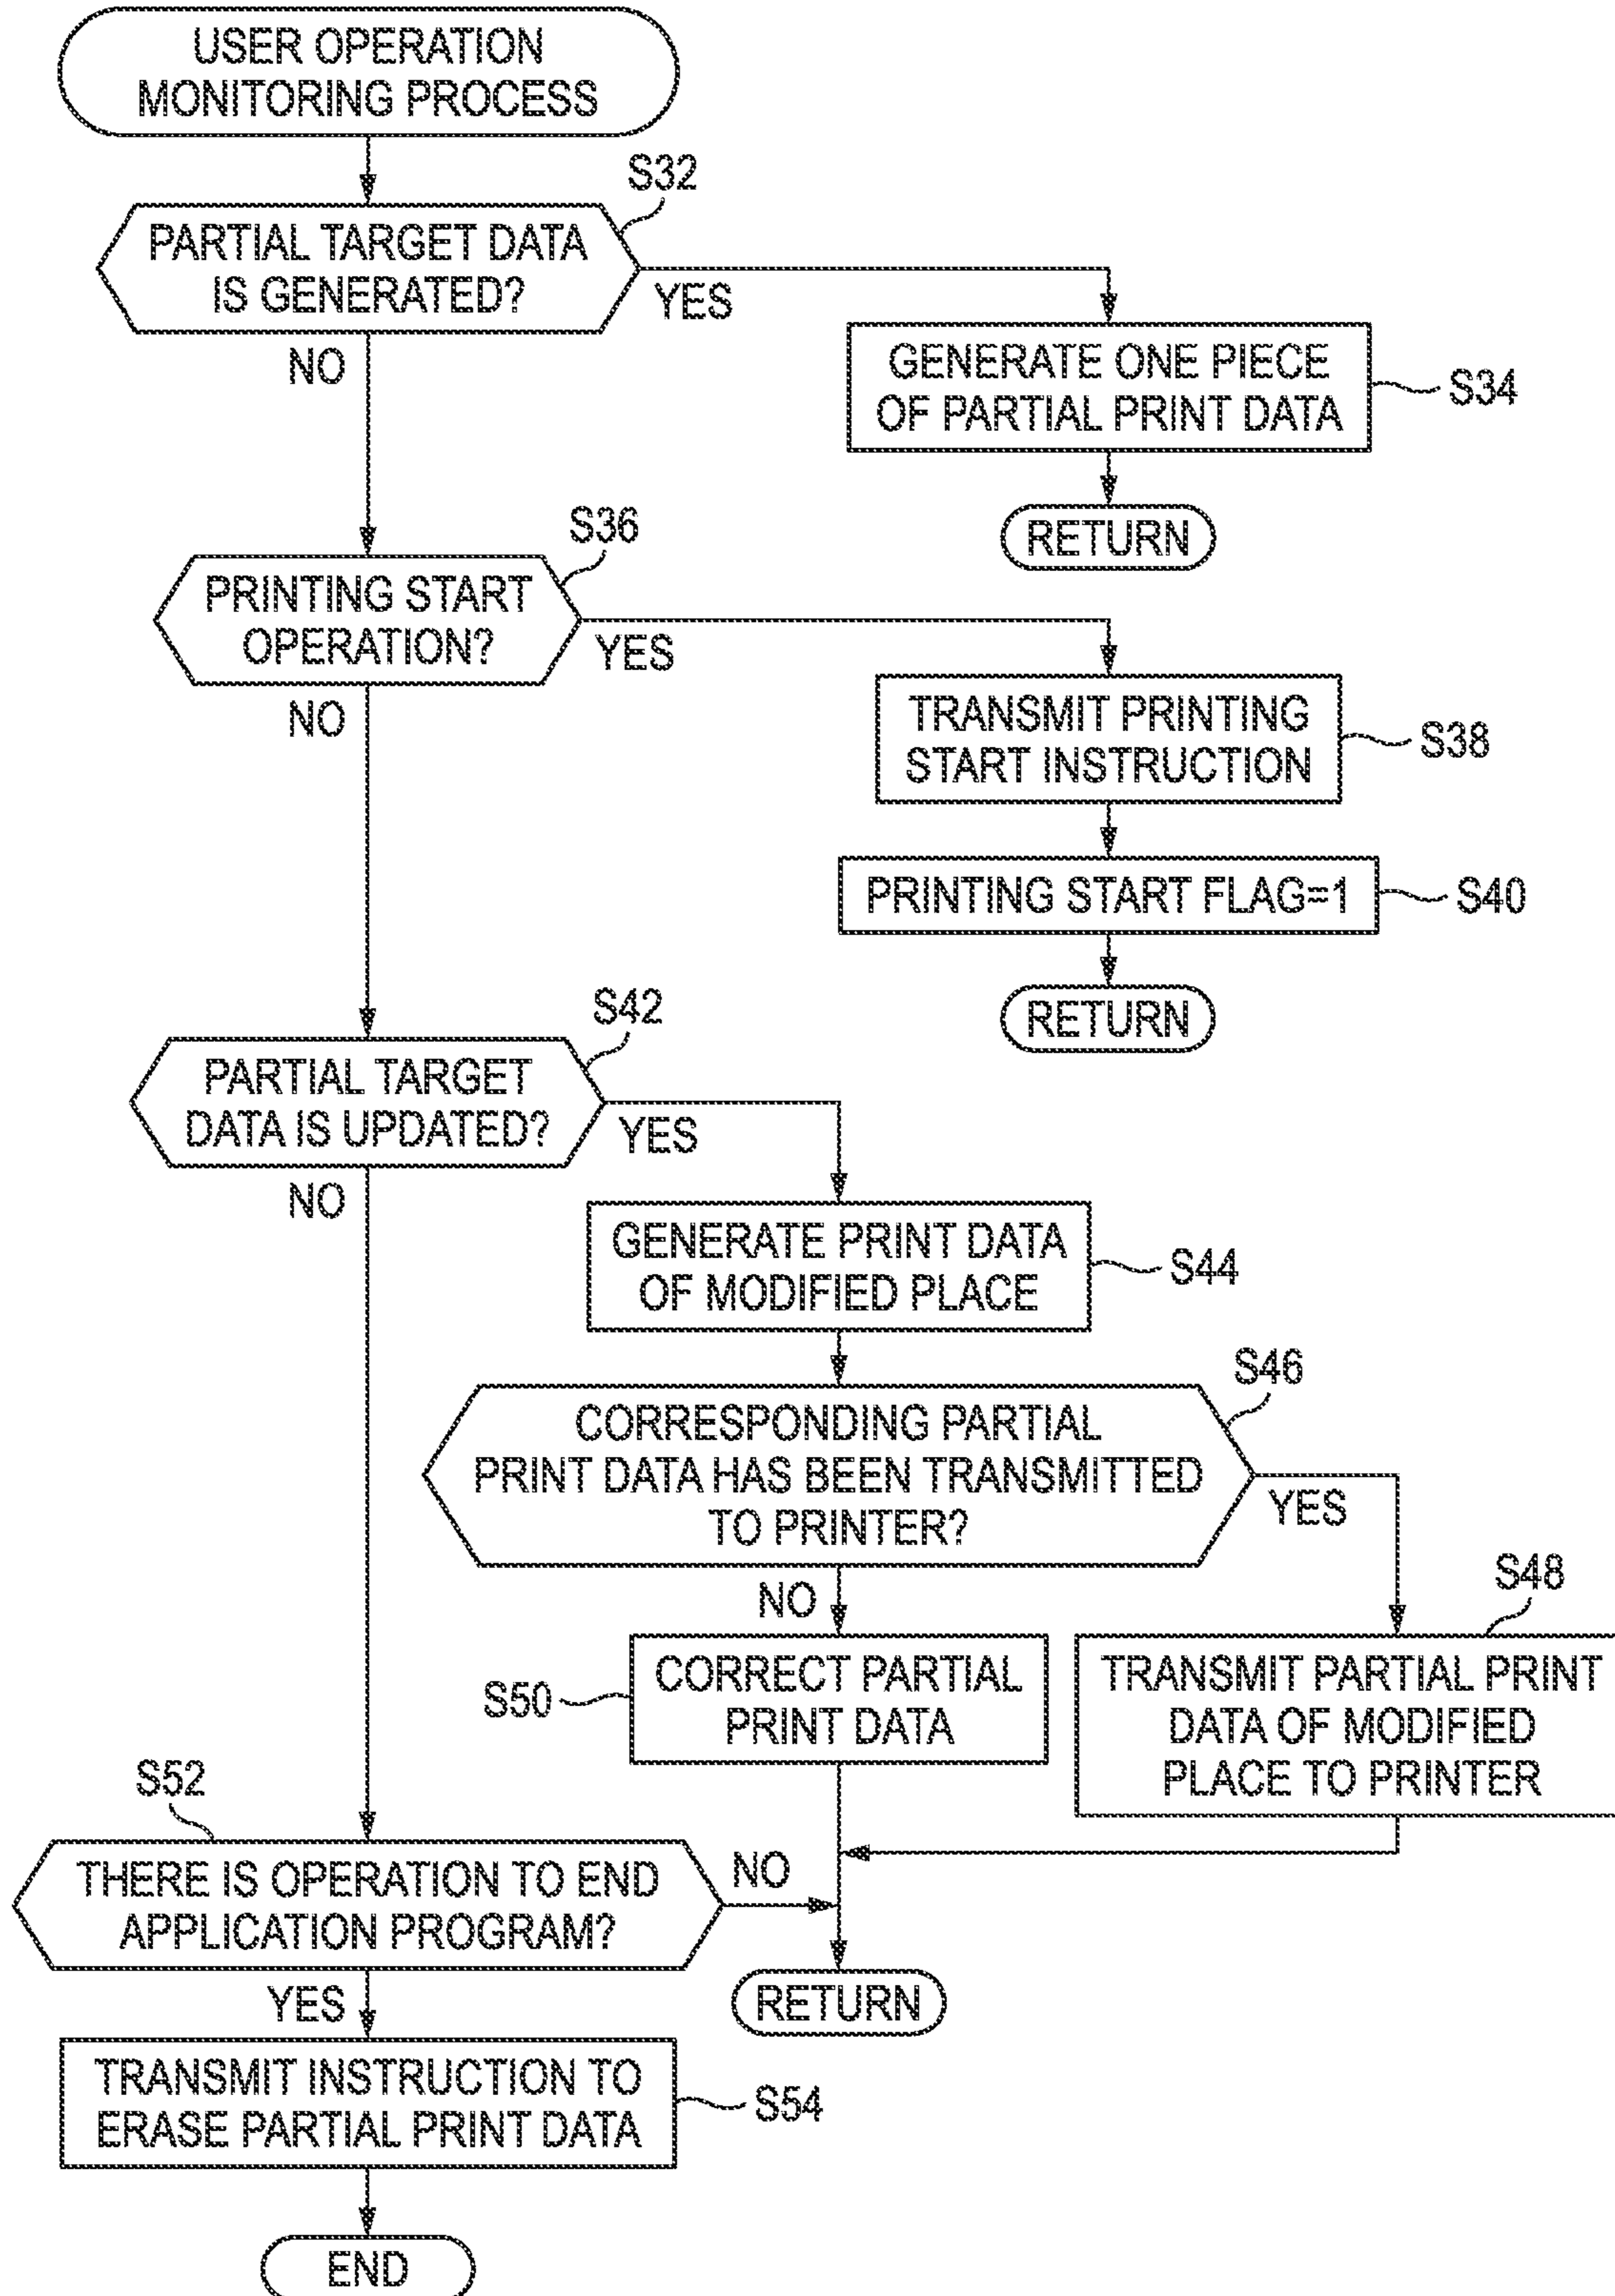 USER OPERATION
MONITORING PROCESS
S32
PARTIAL TARGET DATA
IS GENERATED?
YES
NO
GENERATE ONE PIECE
OF PARTIAL PRINT DATA
S34
RETURN
S36
PRINTING START
OPERATION?
YES
NO
TRANSMIT PRINTING
START INSTRUCTION
S38
PRINTING START FLAG=1
S40
RETURN
S42
PARTIAL TARGET
DATA IS UPDATED?
YES
NO
GENERATE PRINT DATA
OF MODIFIED PLACE
S44
S46
CORRESPONDING PARTIAL
PRINT DATA HAS BEEN TRANSMITTED
TO PRINTER?
YES
NO
S48
S50
CORRECT PARTIAL
PRINT DATA
TRANSMIT PARTIAL PRINT
DATA OF MODIFIED
PLACE TO PRINTER
S52
THERE IS OPERATION TO END
APPLICATION PROGRAM?
NO
YES
RETURN
TRANSMIT INSTRUCTION TO
ERASE PARTIAL PRINT DATA
S54
END